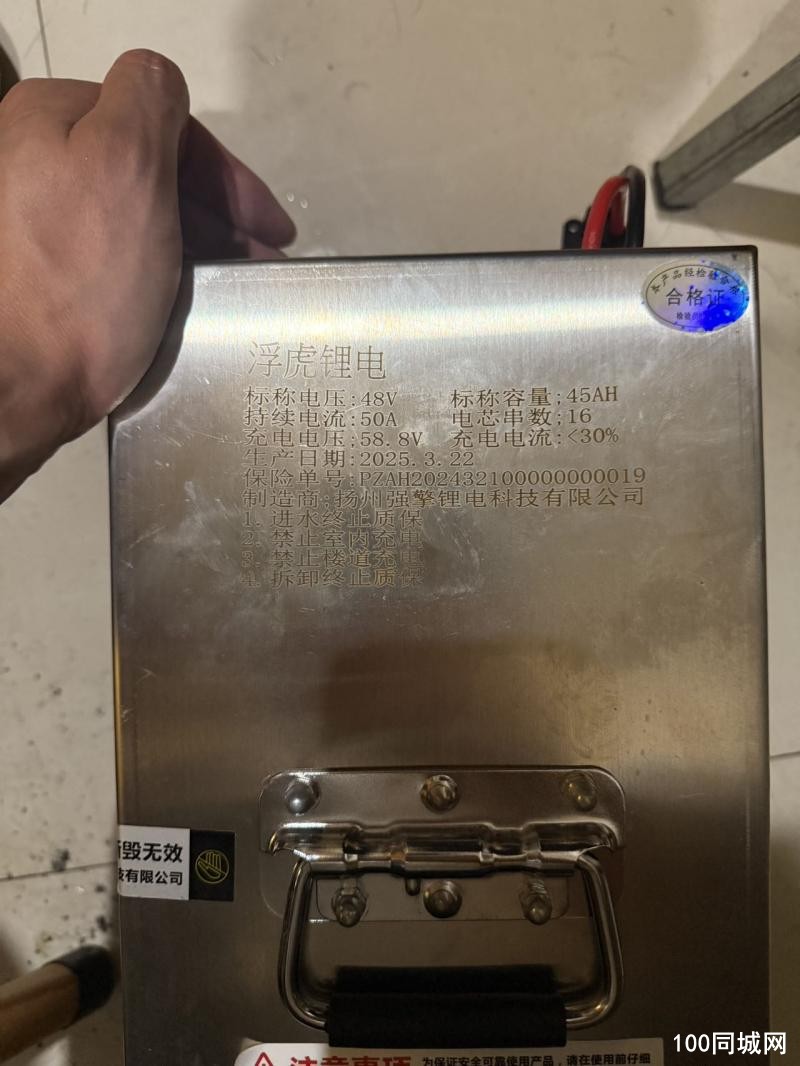 本产品经检验合格
合格证
浮虎锂电
标称电压:48V 标称容量:45AH
持续电流:50A 电芯串数:16
充电电压:58.8V 充电电流:<30%
生产日期:2025.3.22
保险单号:PZAH202432100000000019
制造商:扬州强擎锂电科技有限公司
1.进水终止质保
2.禁止室内充电
3.禁止楼道充电
4.拆卸终止质保
撕毁无效
技有限公司
注意事项 为保证安全可靠使用产品，请在使用前仔细
100同城网